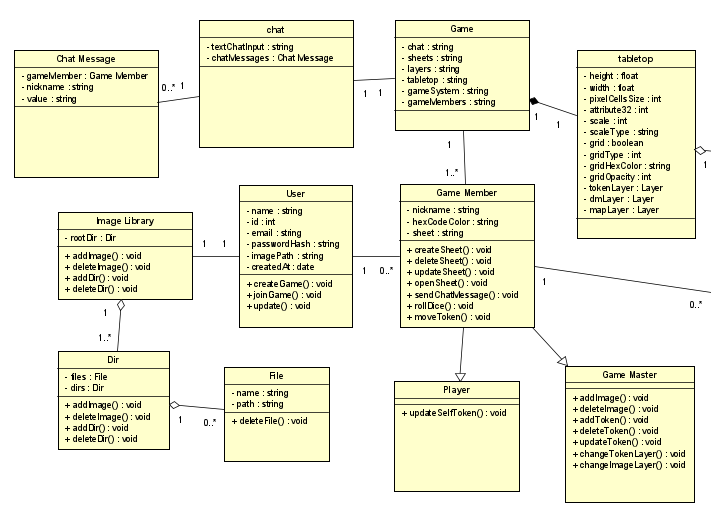 Chat Message
- gameMember : Game Member
- nickname : string
- value : string
0..*
1
chat
- textChatInput : string
- chatMessages : Chat Message
1
1
Game
- chat : string
- sheets : string
- layers : string
- tabletop : string
- gameSystem : string
- gameMembers : string
1
1
tabletop
- height : float
- width : float
- pixelCellsSize : int
- attribute32 : int
- scale : int
- scaleType : string
- grid : boolean
- gridType : int
- gridHexColor : string
- gridOpacity : int
- tokenLayer : Layer
- dmLayer : Layer
- mapLayer : Layer
1
1
1..*
Image Library
- rootDir : Dir
+ addImage() : void
+ deleteImage() : void
+ addDir() : void
+ deleteDir() : void
1
1
User
- name : string
- id : int
- email : string
- passwordHash : string
- imagePath : string
- createdAt : date
+ createGame() : void
+ joinGame() : void
+ update() : void
1
0..*
Game Member
- nickname : string
- hexCodeColor : string
- sheet : string
+ createSheet() : void
+ deleteSheet() : void
+ updateSheet() : void
+ openSheet() : void
+ sendChatMessage() : void
+ rollDice() : void
+ moveToken() : void
1
0..*
1
1..*
Dir
- files : File
- dirs : Dir
+ addImage() : void
+ deleteImage() : void
+ addDir() : void
+ deleteDir() : void
1
0..*
File
- name : string
- path : string
+ deleteFile() : void
Player
+ updateSelfToken() : void
Game Master
+ addImage() : void
+ deleteImage() : void
+ addToken() : void
+ deleteToken() : void
+ updateToken() : void
+ changeTokenLayer() : void
+ changeImageLayer() : void